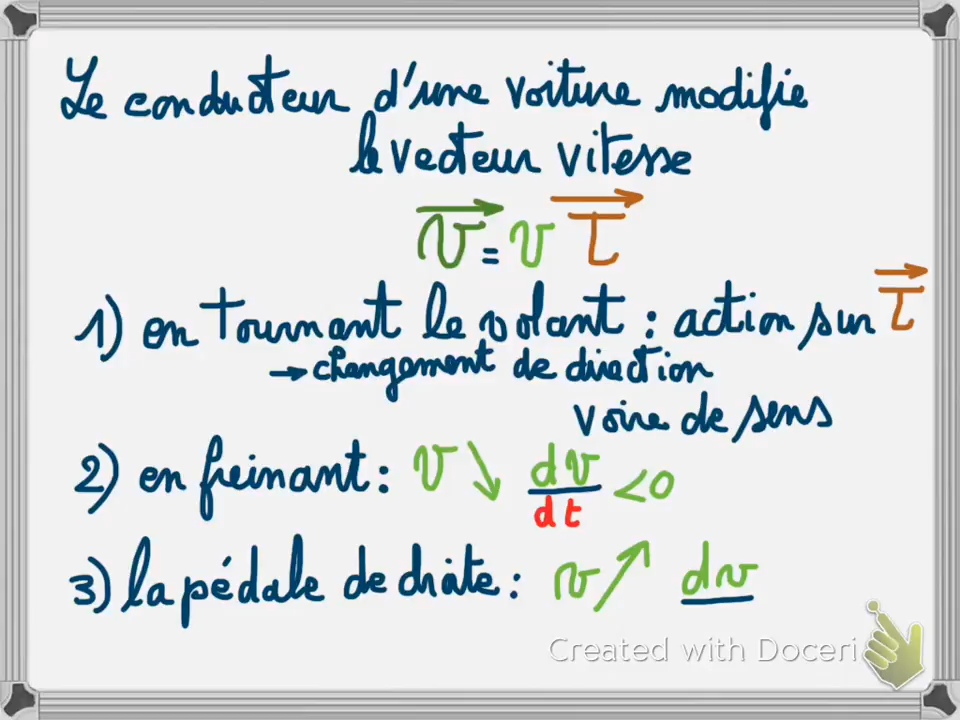 Le conducteur d'une voiture modifie
le vecteur vitesse
v⃗ = v τ⃗
1) en tournant le volant : action sur τ⃗
→ changement de direction
voire de sens
2) en freinant : v ↘ dv/dt <0
3) la pédale de droite : v ↗ dv
Created with Doceri